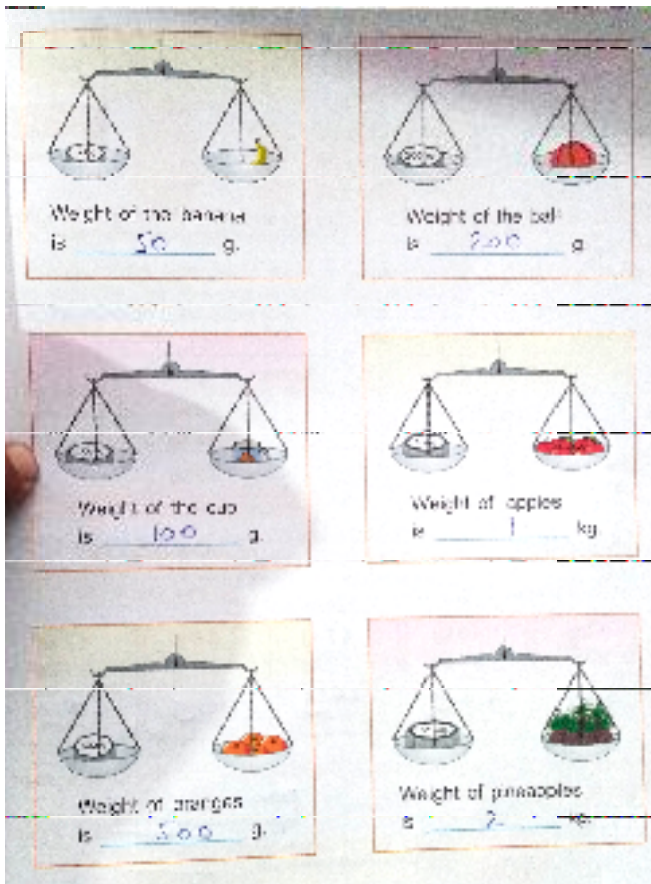 Weight of the banana
is 50 g.
Weight of the ball
is 200 g.
Weight of the cup
is 100 g.
Weight of apples
is 1 kg.
Weight of oranges
is 500 g.
Weight of pineapples
is 2 kg.